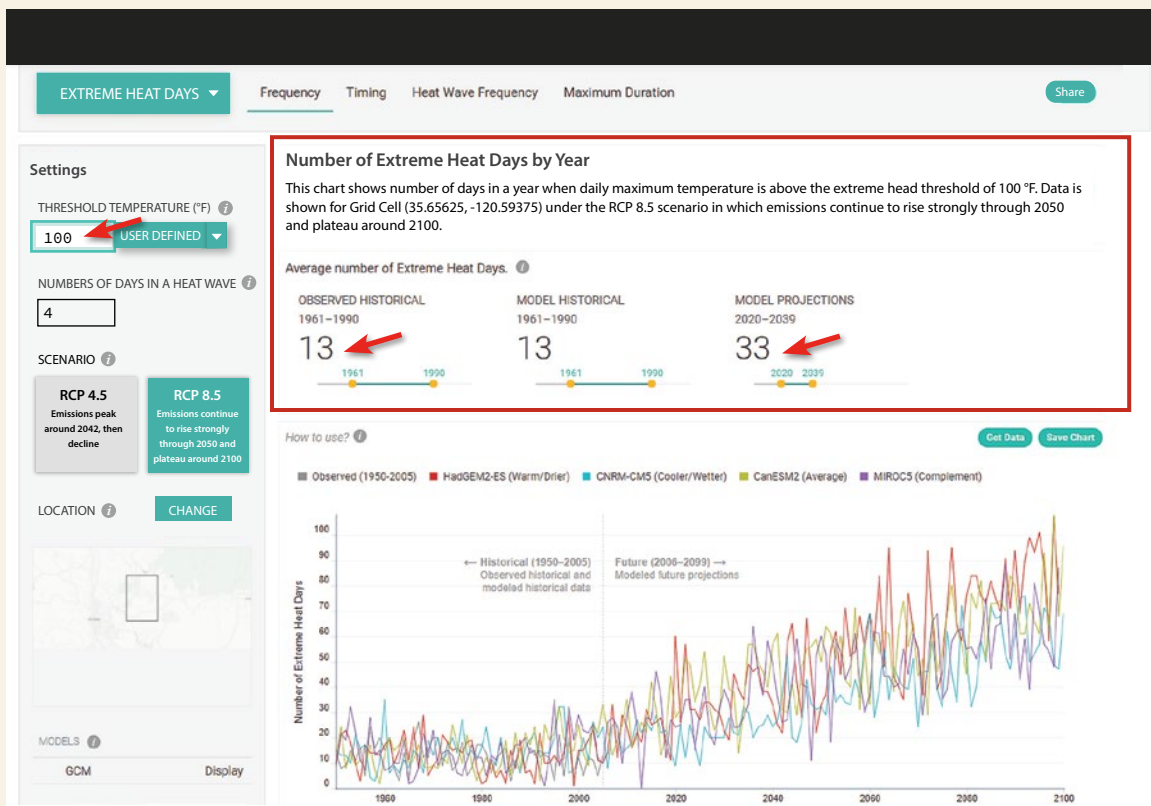 EXTREME HEAT DAYS
Frequency Timing Heat Wave Frequency Maximum Duration
Share
Settings
THRESHOLD TEMPERATURE (°F) i
100 USER DEFINED
NUMBERS OF DAYS IN A HEAT WAVE i
4
SCENARIO i
RCP 4.5
Emissions peak
around 2042, then
decline
RCP 8.5
Emissions continue
to rise strongly
through 2050 and
plateau around 2100
LOCATION i CHANGE
MODELS i
GCM Display
Number of Extreme Heat Days by Year
This chart shows number of days in a year when daily maximum temperature is above the extreme head threshold of 100 °F. Data is
shown for Grid Cell (35.65625, -120.59375) under the RCP 8.5 scenario in which emissions continue to rise strongly through 2050
and plateau around 2100.
Average number of Extreme Heat Days. i
OBSERVED HISTORICAL
1961–1990
13
1961 1990
MODEL HISTORICAL
1961–1990
13
1961 1990
MODEL PROJECTIONS
2020–2039
33
2020 2039
How to use? i
Get Data Save Chart
Observed (1950-2005) HadGEM2-ES (Warm/Drier) CNRM-CM5 (Cooler/Wetter) CanESM2 (Average) MIROC5 (Complement)
Number of Extreme Heat Days
100
90
80
70
60
50
40
30
20
10
0
← Historical (1950–2005)
Observed historical and
modeled historical data
Future (2006–2099) →
Modeled future projections
1960 1980 2000 2020 2040 2060 2080 2100